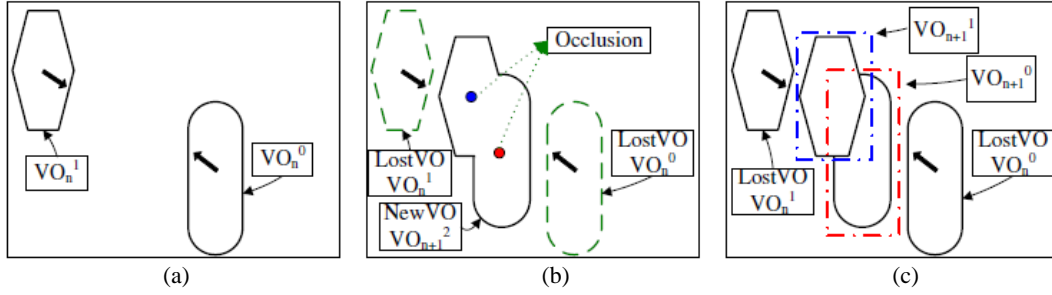 VOn1
VOn0
(a)
Occlusion
LostVO
VOn1
LostVO
VOn0
NewVO
VOn+12
(b)
VOn+11
VOn+10
LostVO
VOn1
LostVO
VOn0
(c)